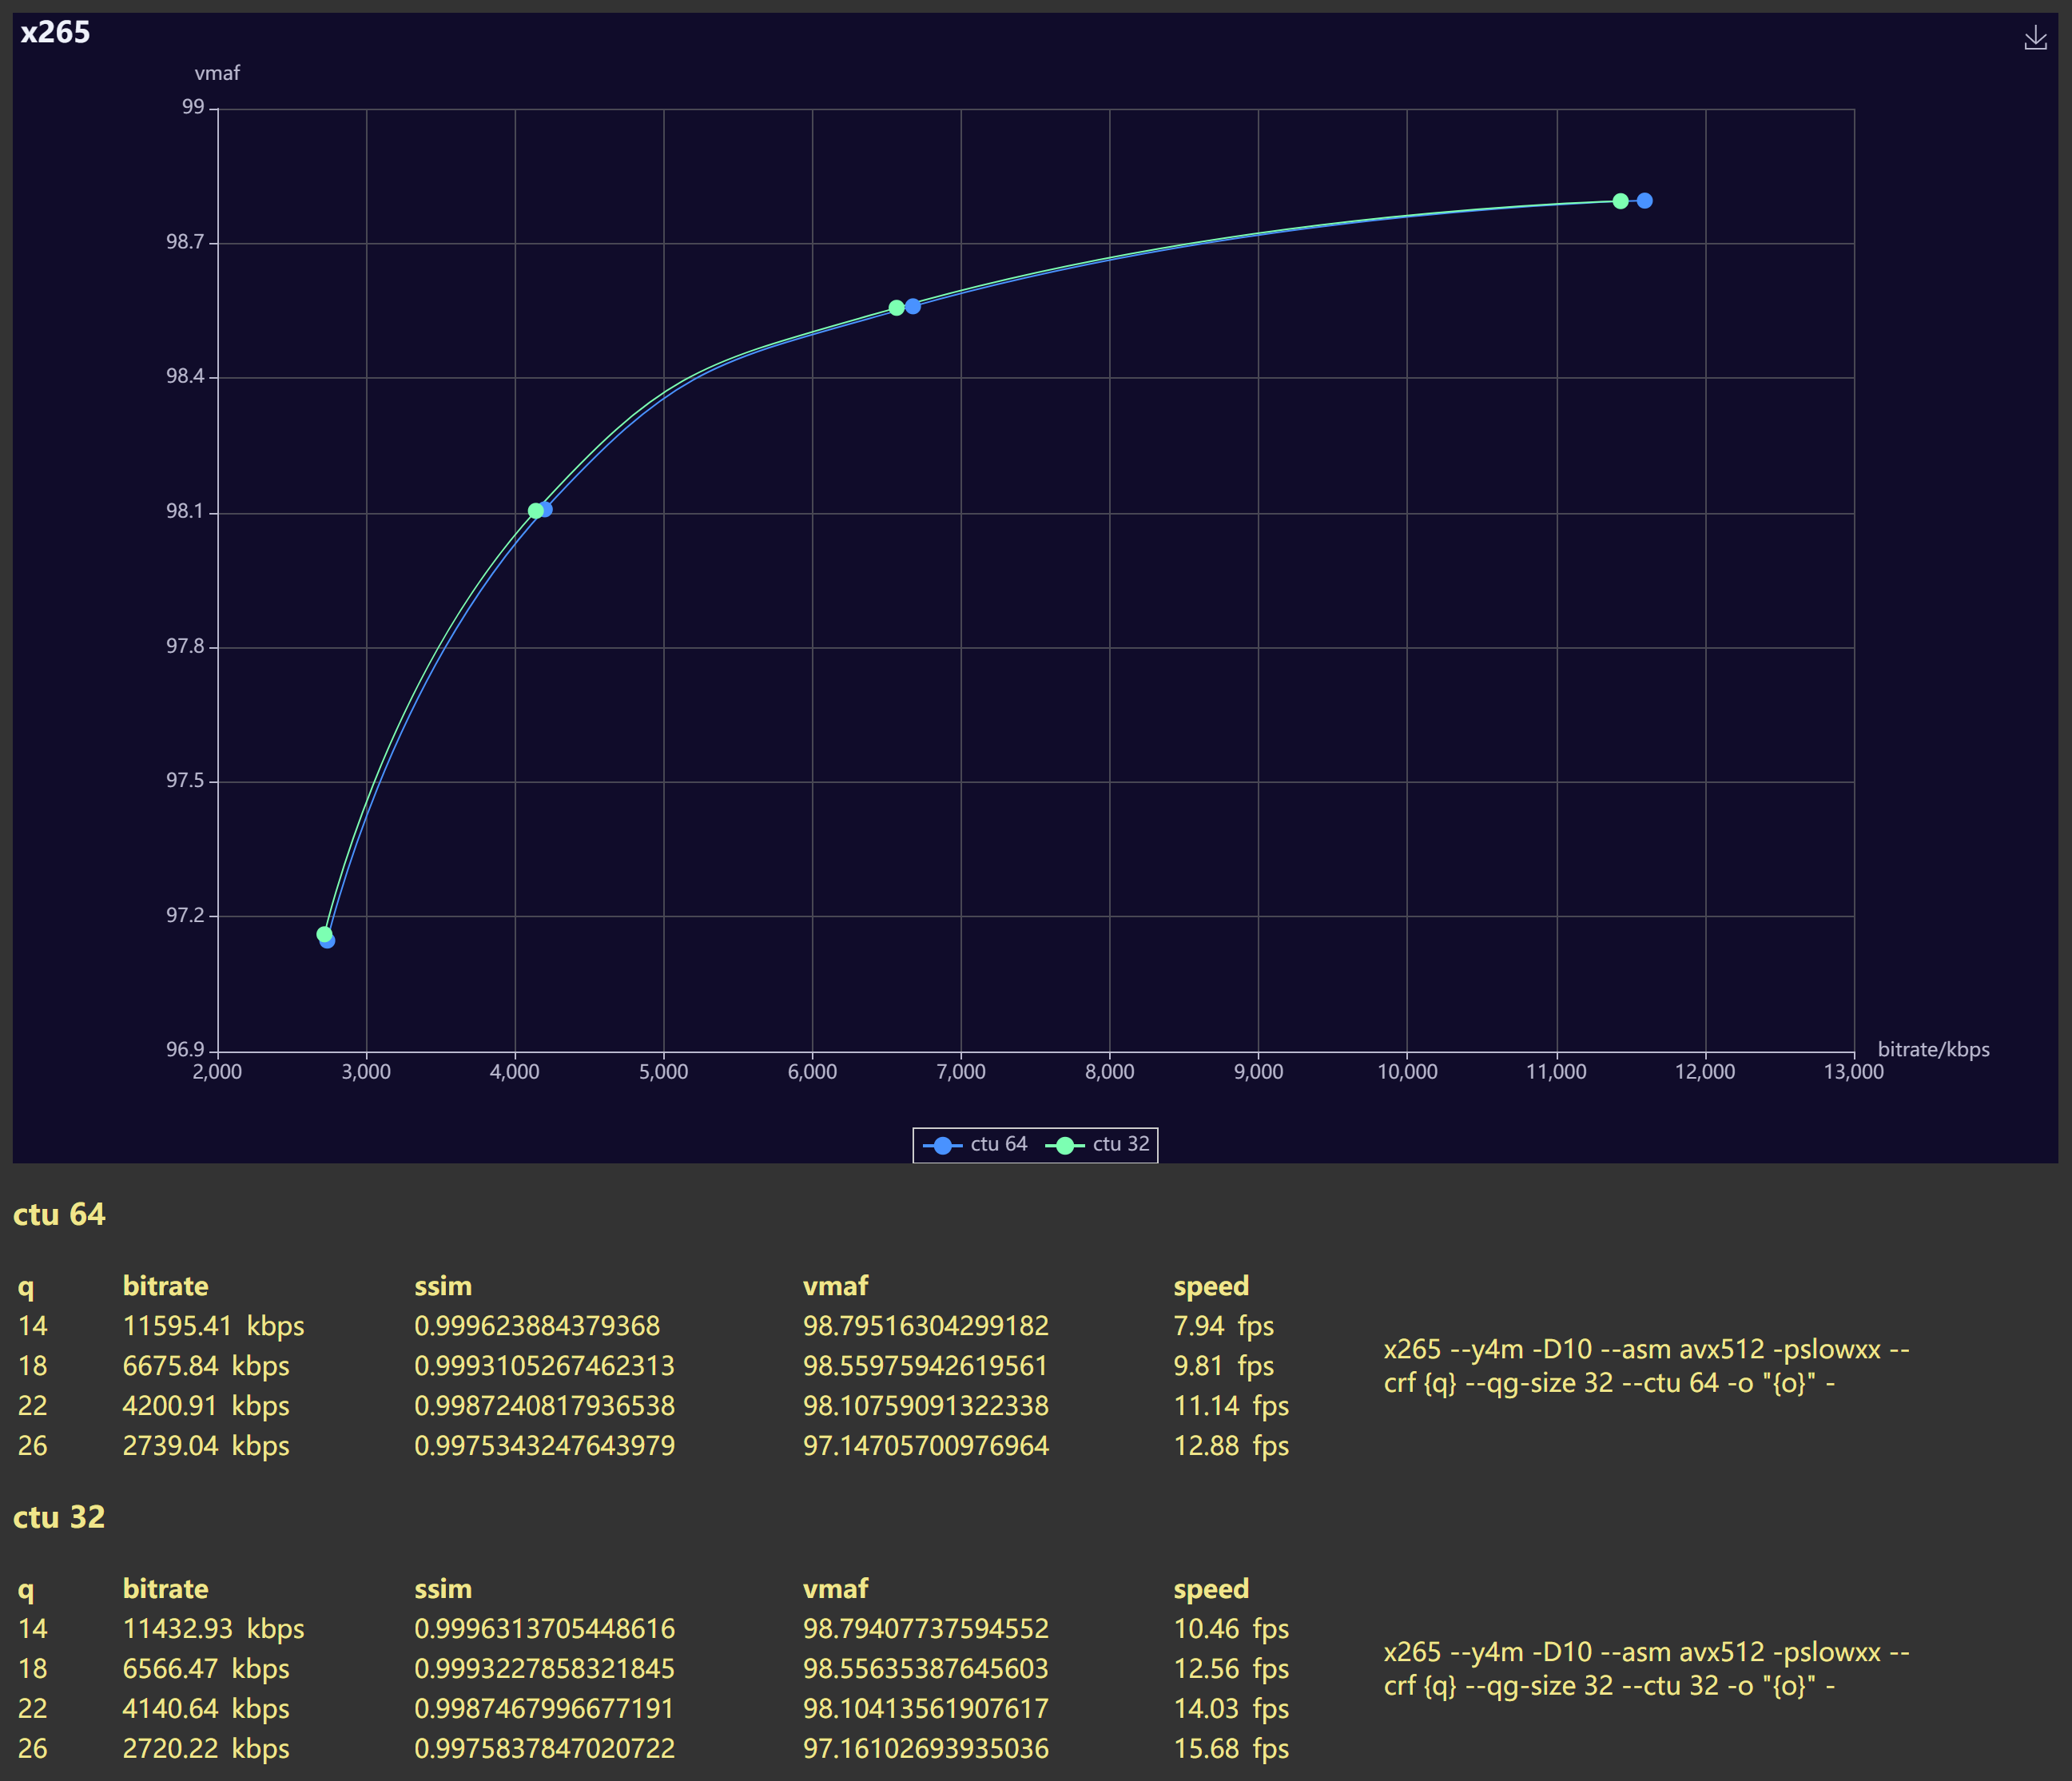 x265
vmaf
99
98.7
98.4
98.1
97.8
97.5
97.2
96.9
bitrate/kbps
2,000 3,000 4,000 5,000 6,000 7,000 8,000 9,000 10,000 11,000 12,000 13,000
ctu 64 ctu 32
ctu 64
q bitrate ssim vmaf speed
14 11595.41 kbps 0.999623884379368 98.79516304299182 7.94 fps
18 6675.84 kbps 0.9993105267462313 98.55975942619561 9.81 fps
22 4200.91 kbps 0.9987240817936538 98.10759091322338 11.14 fps
26 2739.04 kbps 0.9975343247643979 97.14705700976964 12.88 fps
x265 --y4m -D10 --asm avx512 -pslowxx --
crf {q} --qg-size 32 --ctu 64 -o "{o}" -
ctu 32
q bitrate ssim vmaf speed
14 11432.93 kbps 0.9996313705448616 98.79407737594552 10.46 fps
18 6566.47 kbps 0.9993227858321845 98.55635387645603 12.56 fps
22 4140.64 kbps 0.9987467996677191 98.10413561907617 14.03 fps
26 2720.22 kbps 0.9975837847020722 97.16102693935036 15.68 fps
x265 --y4m -D10 --asm avx512 -pslowxx --
crf {q} --qg-size 32 --ctu 32 -o "{o}" -